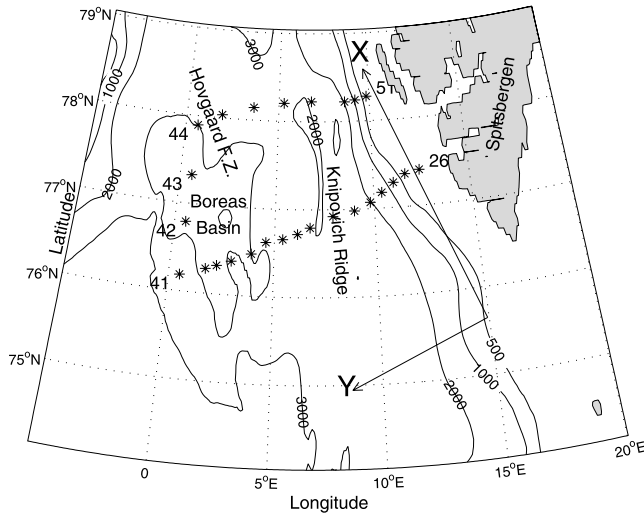 79°N
78°N
77°N
76°N
75°N
Latitude
1000
2000
3000
X
5
Hovgaard F.Z.
44
43
42
41
Boreas
Basin
2000
Knipovich Ridge
26
Spitsbergen
Y
3000
2000
1000
500
0
5°E
10°E
15°E
20°E
Longitude